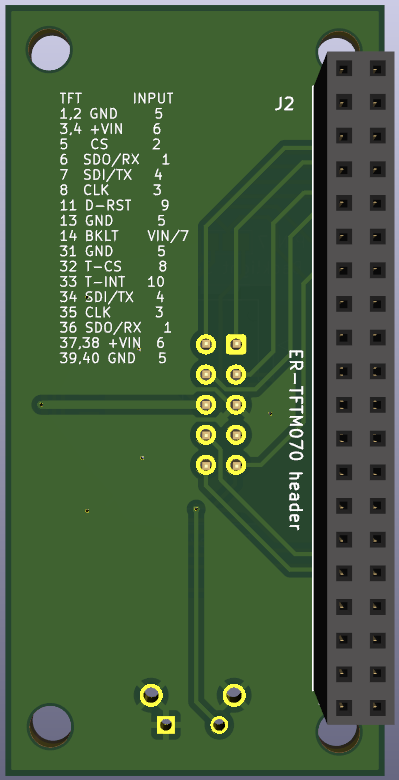 TFT INPUT
1,2 GND 5
3,4 +VIN 6
5 CS 2
6 SDO/RX 1
7 SDI/TX 4
8 CLK 3
11 D-RST 9
13 GND 5
14 BKLT VIN/7
31 GND 5
32 T-CS 8
33 T-INT 10
34 SDI/TX 4
35 CLK 3
36 SDO/RX 1
37,38 +VIN 6
39,40 GND 5
J2
ER-TFTM070 header